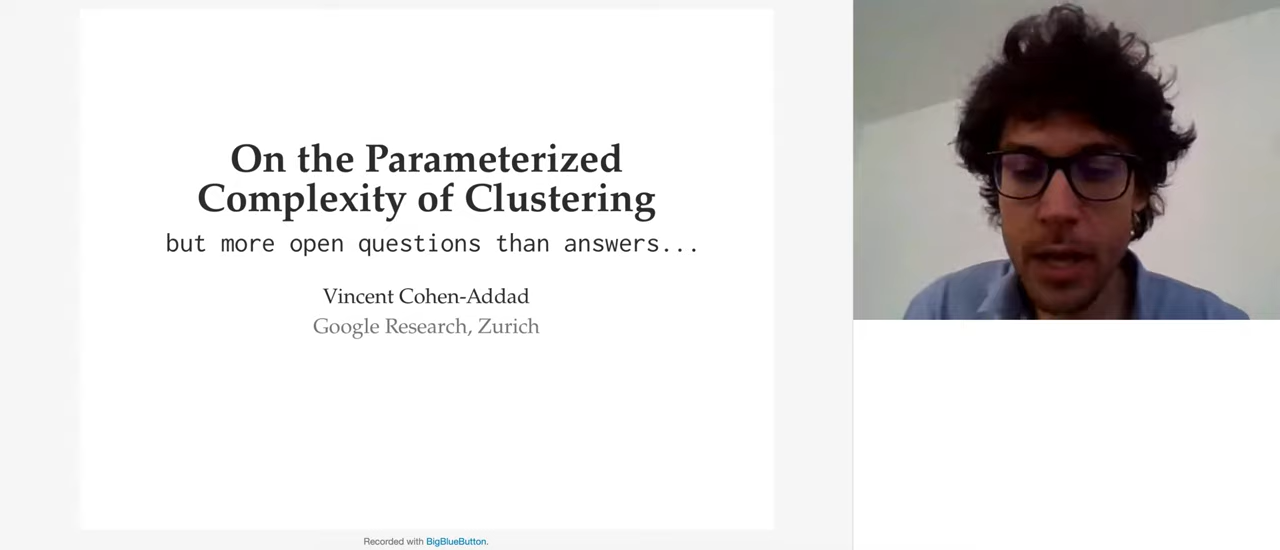 On the Parameterized
Complexity of Clustering
but more open questions than answers...
Vincent Cohen-Addad
Google Research, Zurich
Recorded with BigBlueButton.